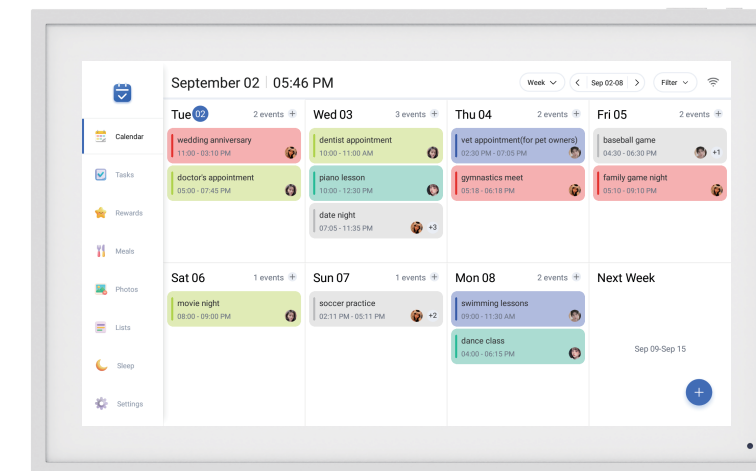 September 02 05:46 PM
Week
Sep 02-08
Filter
Calendar
Tasks
Rewards
Meals
Photos
Lists
Sleep
Settings
Tue 02 2 events +
wedding anniversary
11:00 - 03:10 PM
doctor's appointment
05:00 - 07:45 PM
Wed 03 3 events +
dentist appointment
10:00 - 11:00 AM
piano lesson
10:00 - 12:30 PM
date night
07:05 - 11:35 PM +3
Thu 04 2 events +
vet appointment(for pet owners)
02:30 PM - 07:05 PM
gymnastics meet
05:18 - 06:18 PM
Fri 05 2 events +
baseball game
04:30 - 06:30 PM +1
family game night
05:10 - 09:10 PM
Sat 06 1 events +
movie night
08:00 - 09:00 PM
Sun 07 1 events +
soccer practice
02:11 PM - 05:11 PM +2
Mon 08 2 events +
swimming lessons
09:00 - 11:30 AM
dance class
04:00 - 06:15 PM
Next Week
Sep 09-Sep 15
+